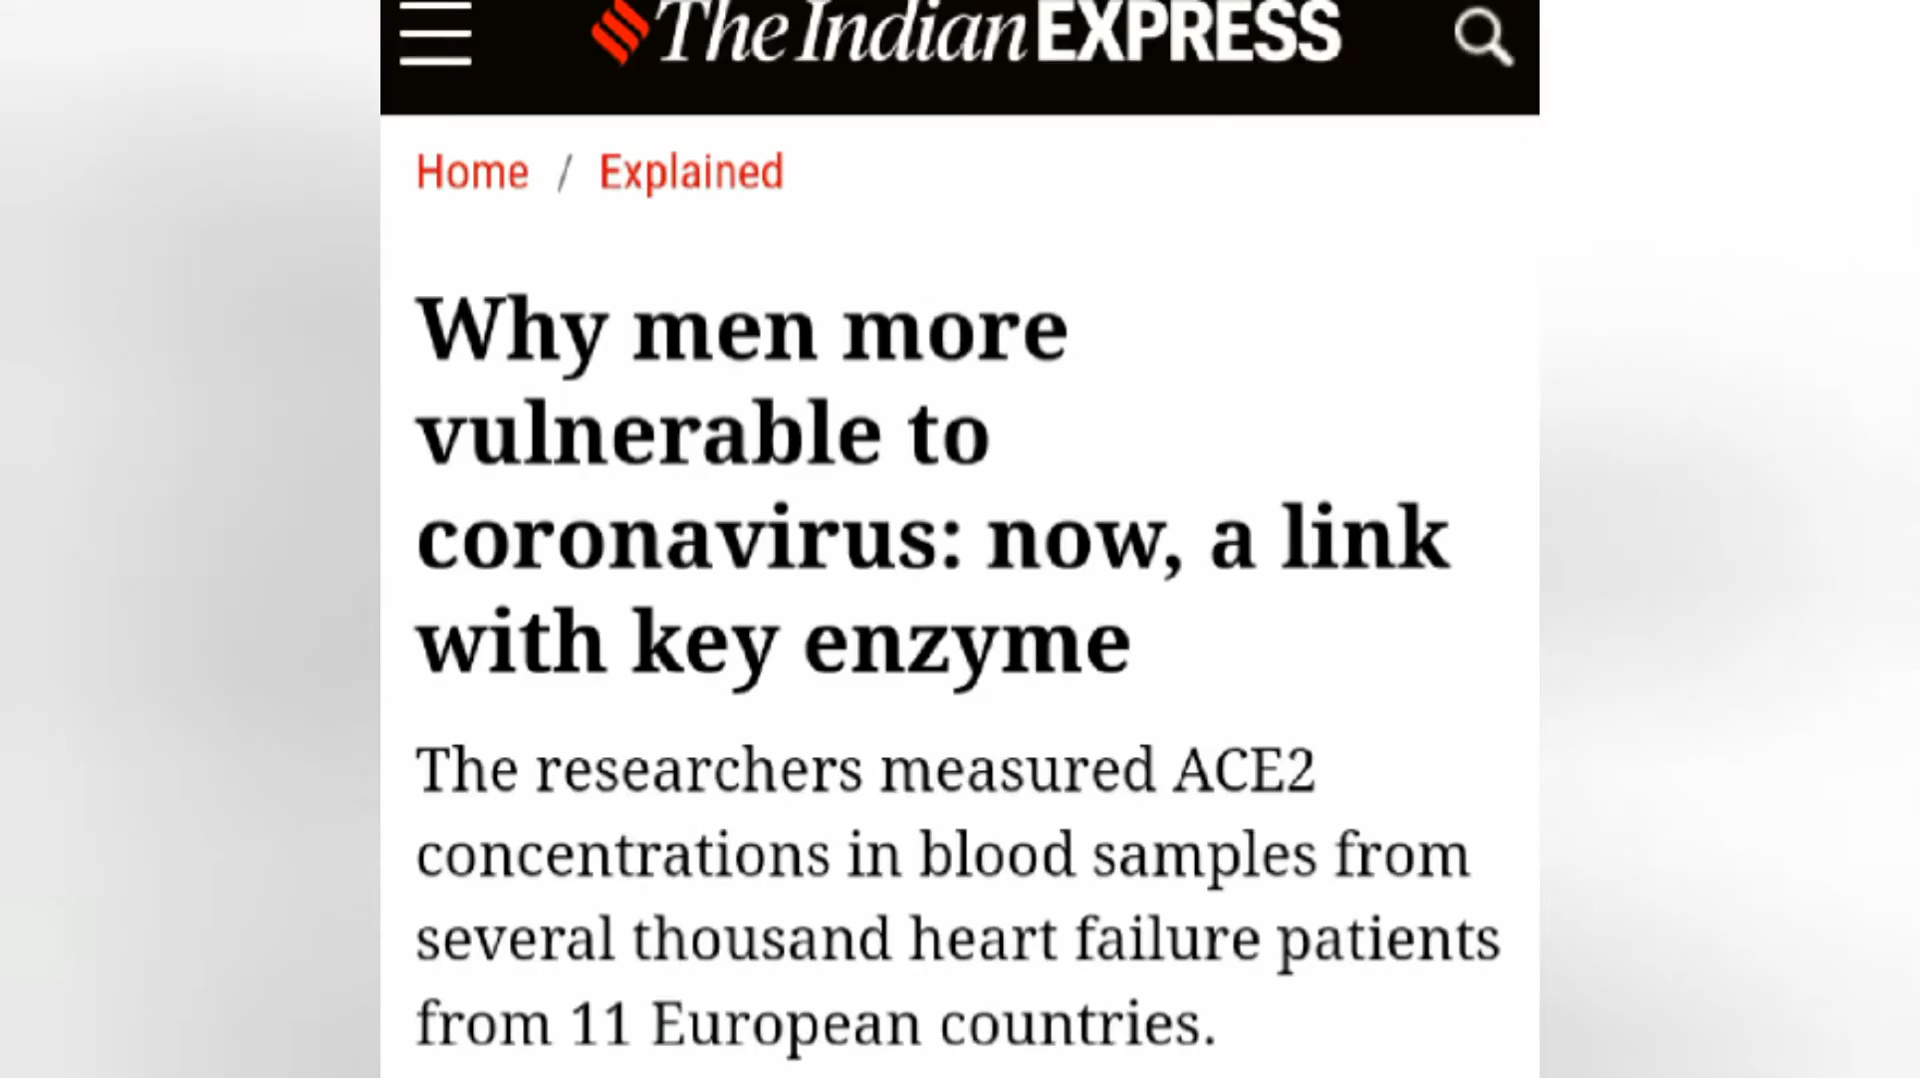 The Indian EXPRESS
Home / Explained
Why men more
vulnerable to
coronavirus: now, a link
with key enzyme
The researchers measured ACE2
concentrations in blood samples from
several thousand heart failure patients
from 11 European countries.